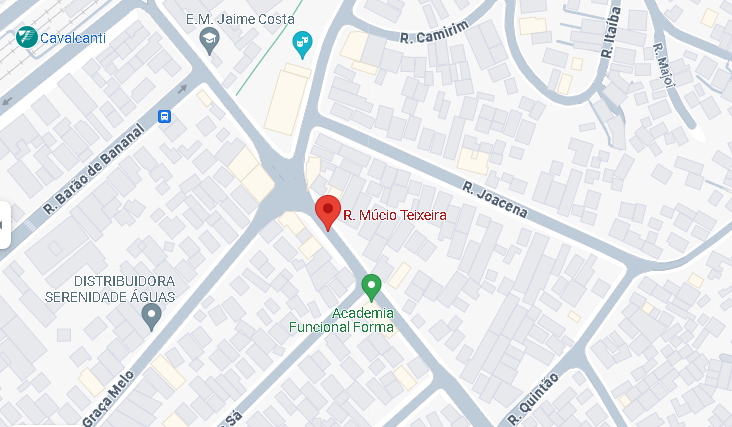 E.M. Jaime Costa
Cavalcanti
R. Camirim
R. Itaíba
R. Majoi
R. Barão de Bananal
R. Joacena
R. Múcio Teixeira
DISTRIBUIDORA
SERENIDADE ÁGUAS
Academia
Funcional Forma
Graça Melo
R. Quintão
Sá